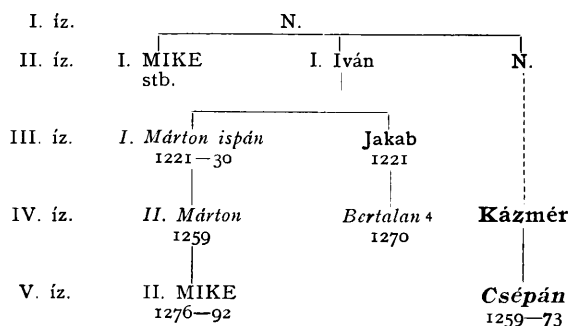 I. íz. N.
II. íz. I. MIKE I. Iván N.
stb.
III. íz. I. Márton ispán Jakab
1221—30 1221
IV. íz. II. Márton Bertalan 4 Kázmér
1259 1270
V. íz. II. MIKE Csépán
1276—92 1259—73